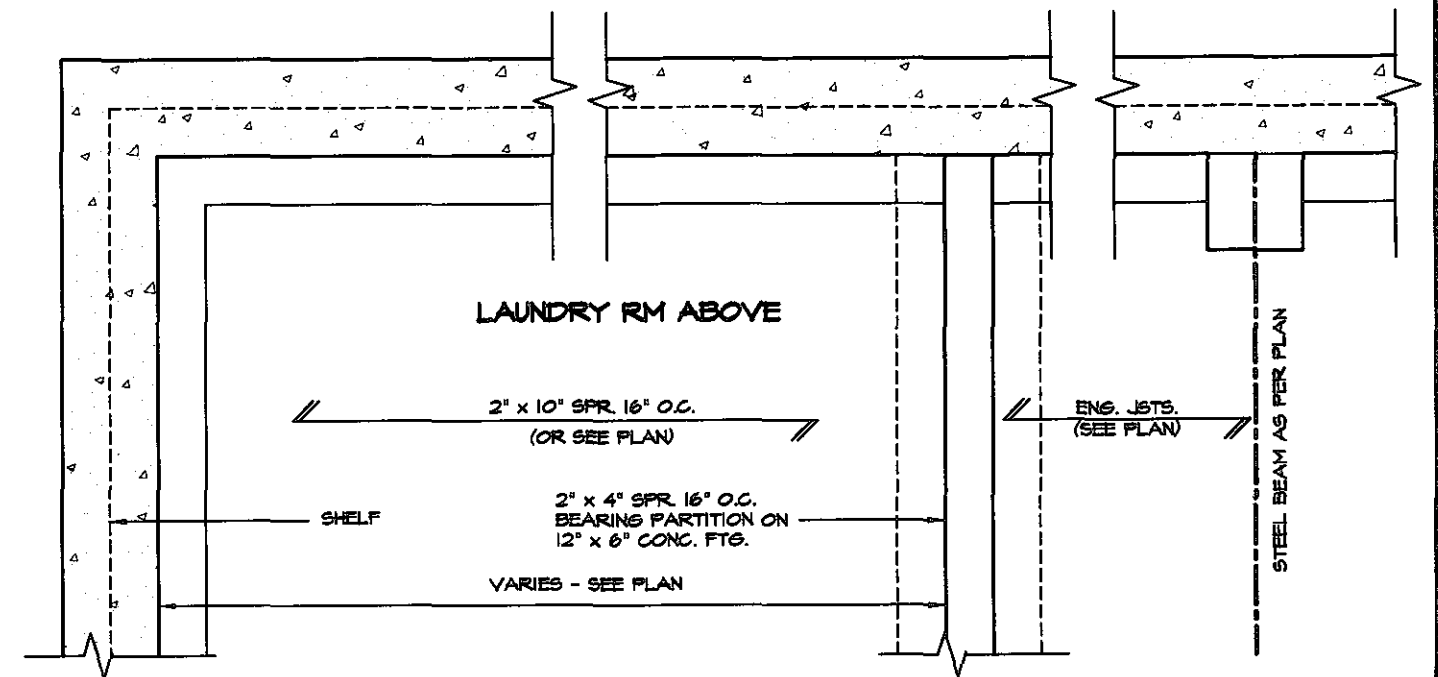 LAUNDRY RM ABOVE
2" x 10" SPR. 16" O.C.
(OR SEE PLAN)
ENG. JSTS.
(SEE PLAN)
STEEL BEAM AS PER PLAN
SHELF
2" x 4" SPR. 16" O.C.
BEARING PARTITION ON
12" x 6" CONC. FTG.
VARIES - SEE PLAN